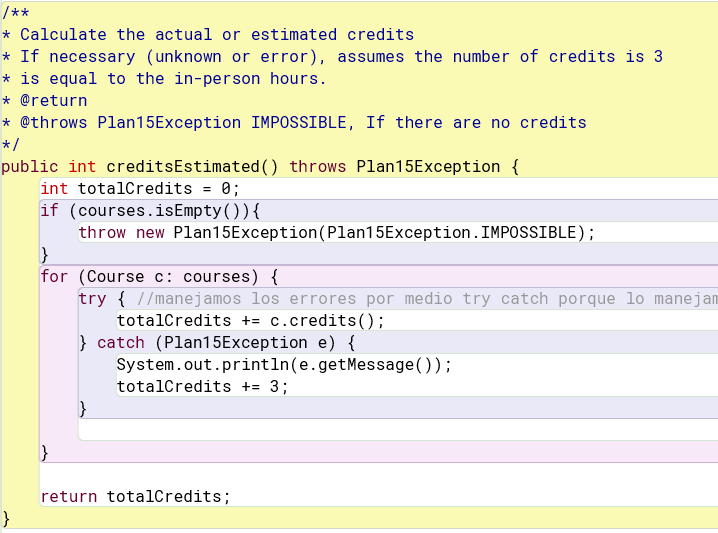 /**
* Calculate the actual or estimated credits
* If necessary (unknown or error), assumes the number of credits is 3
* is equal to the in-person hours.
* @return
* @throws Plan15Exception IMPOSSIBLE, If there are no credits
*/
public int creditsEstimated() throws Plan15Exception {
int totalCredits = 0;
if (courses.isEmpty()){
throw new Plan15Exception(Plan15Exception.IMPOSSIBLE);
}
for (Course c: courses) {
try { //manejamos los errores por medio try catch porque lo manejam
totalCredits += c.credits();
} catch (Plan15Exception e) {
System.out.println(e.getMessage());
totalCredits += 3;
}
}
return totalCredits;
}